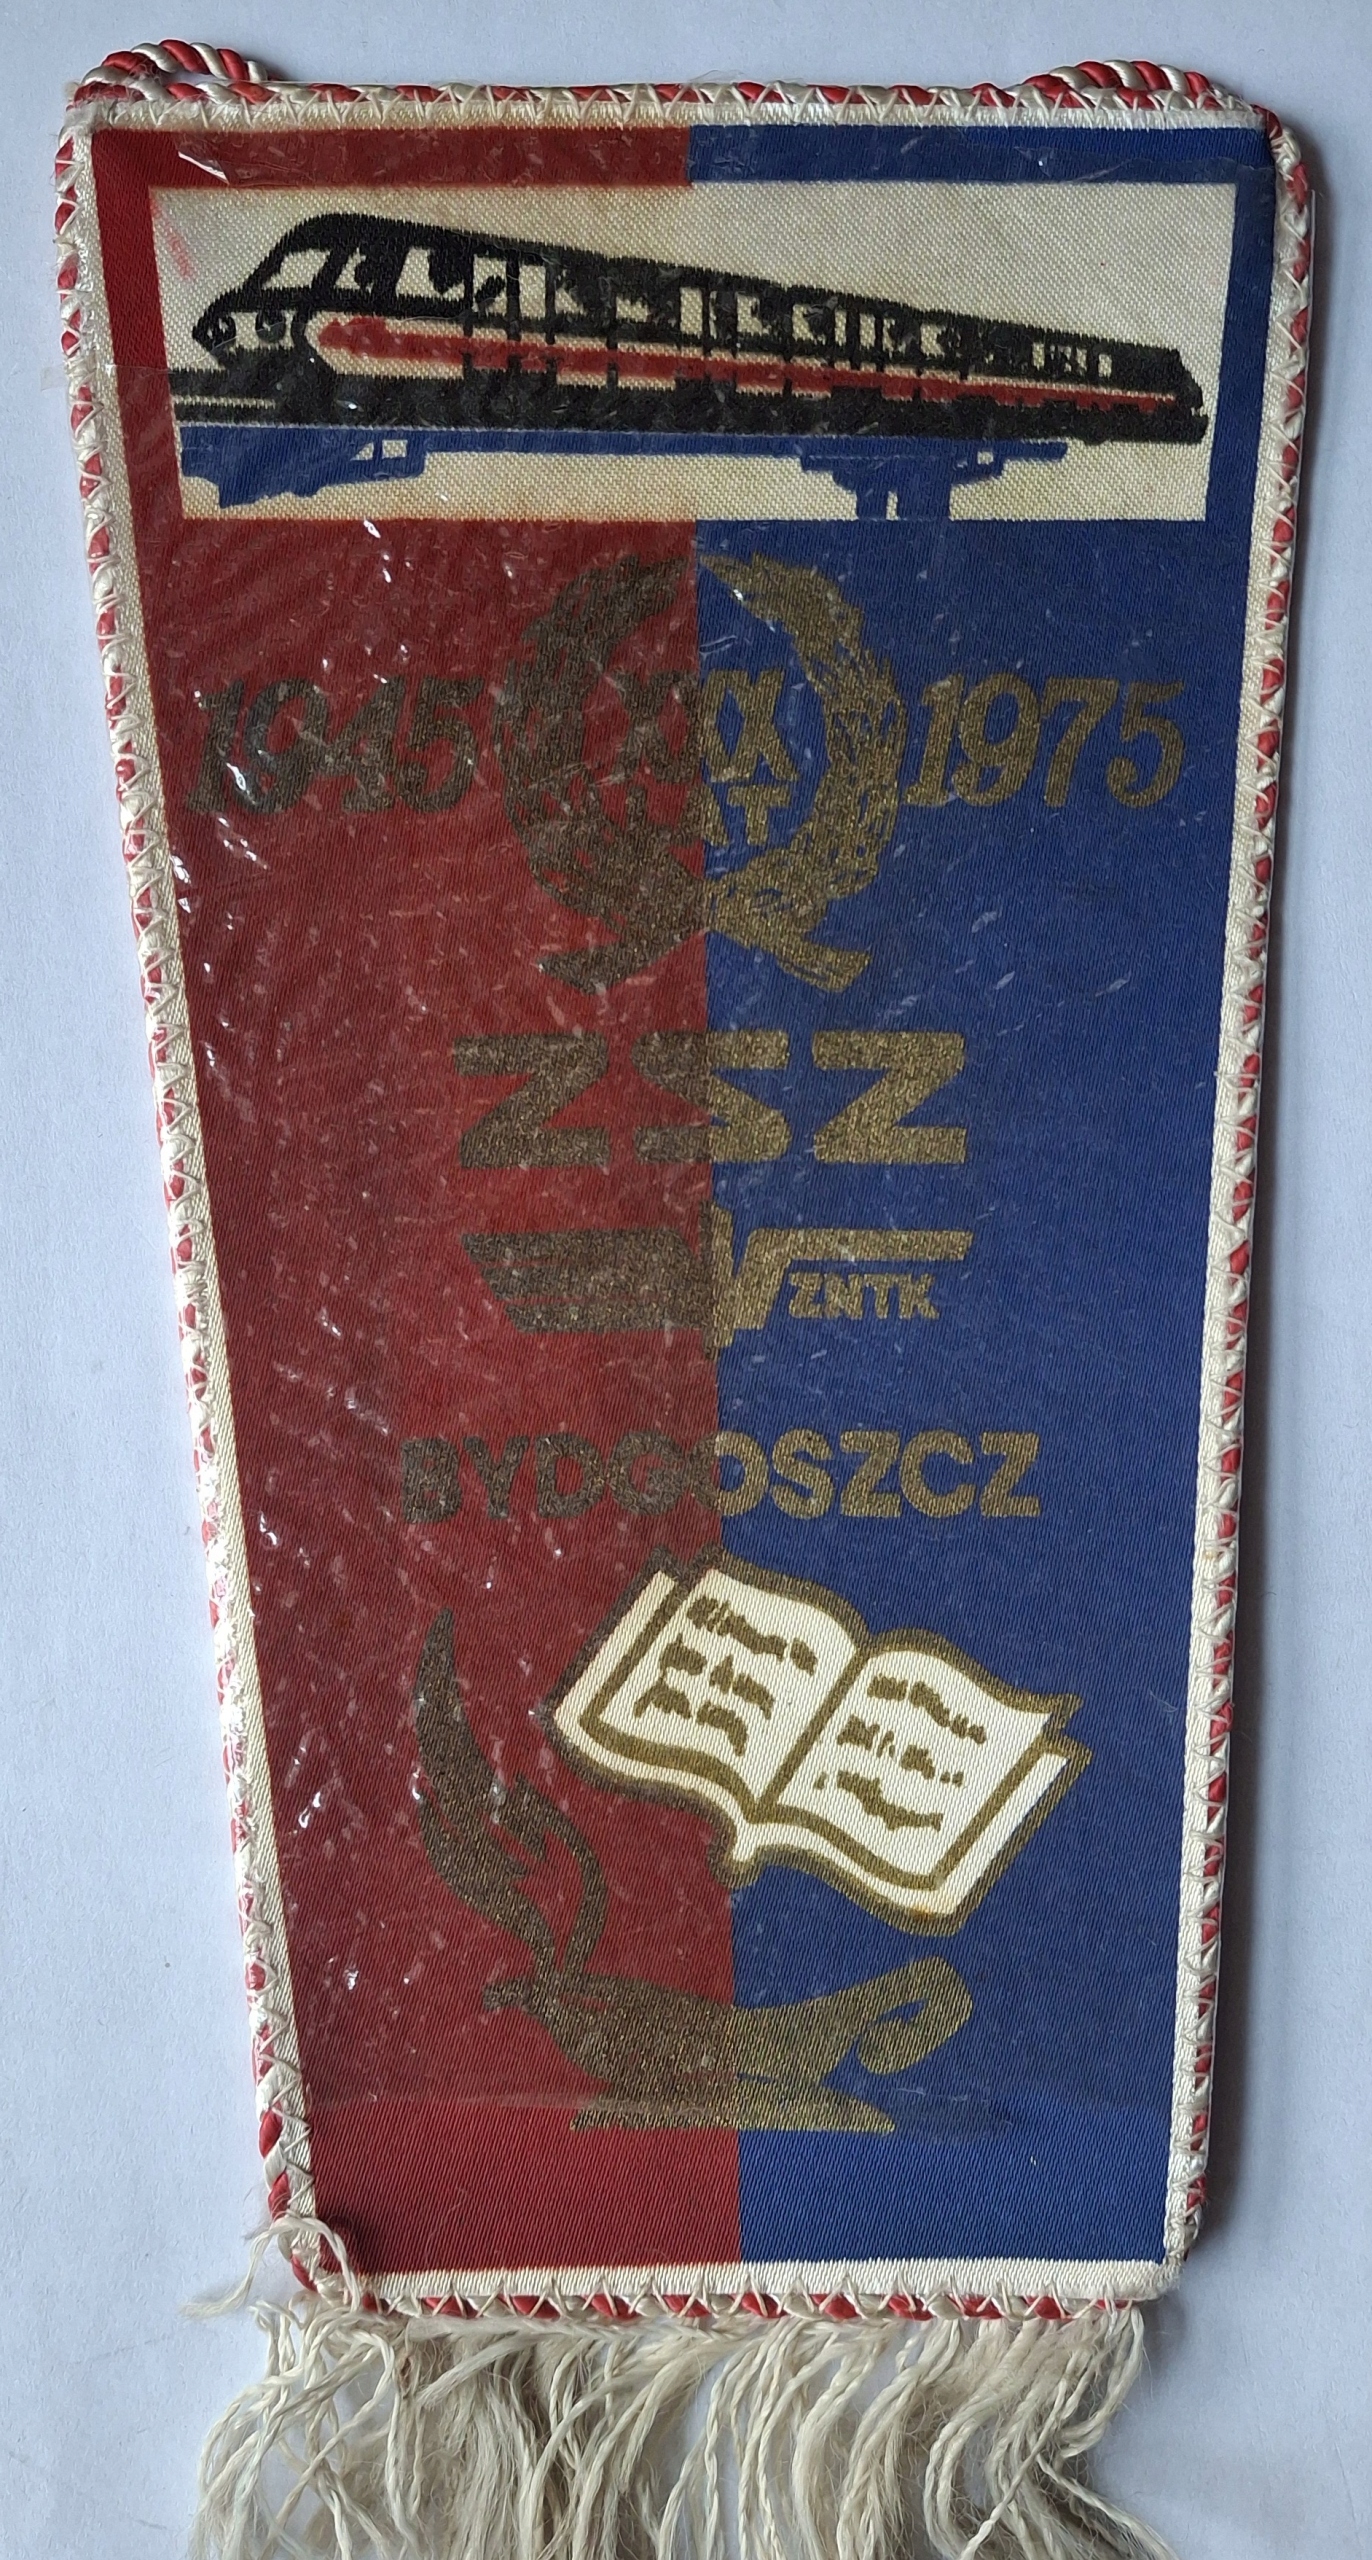 1945 XXX 1975
LAT
ZSZ
ZNTK
BYDGOSZCZ